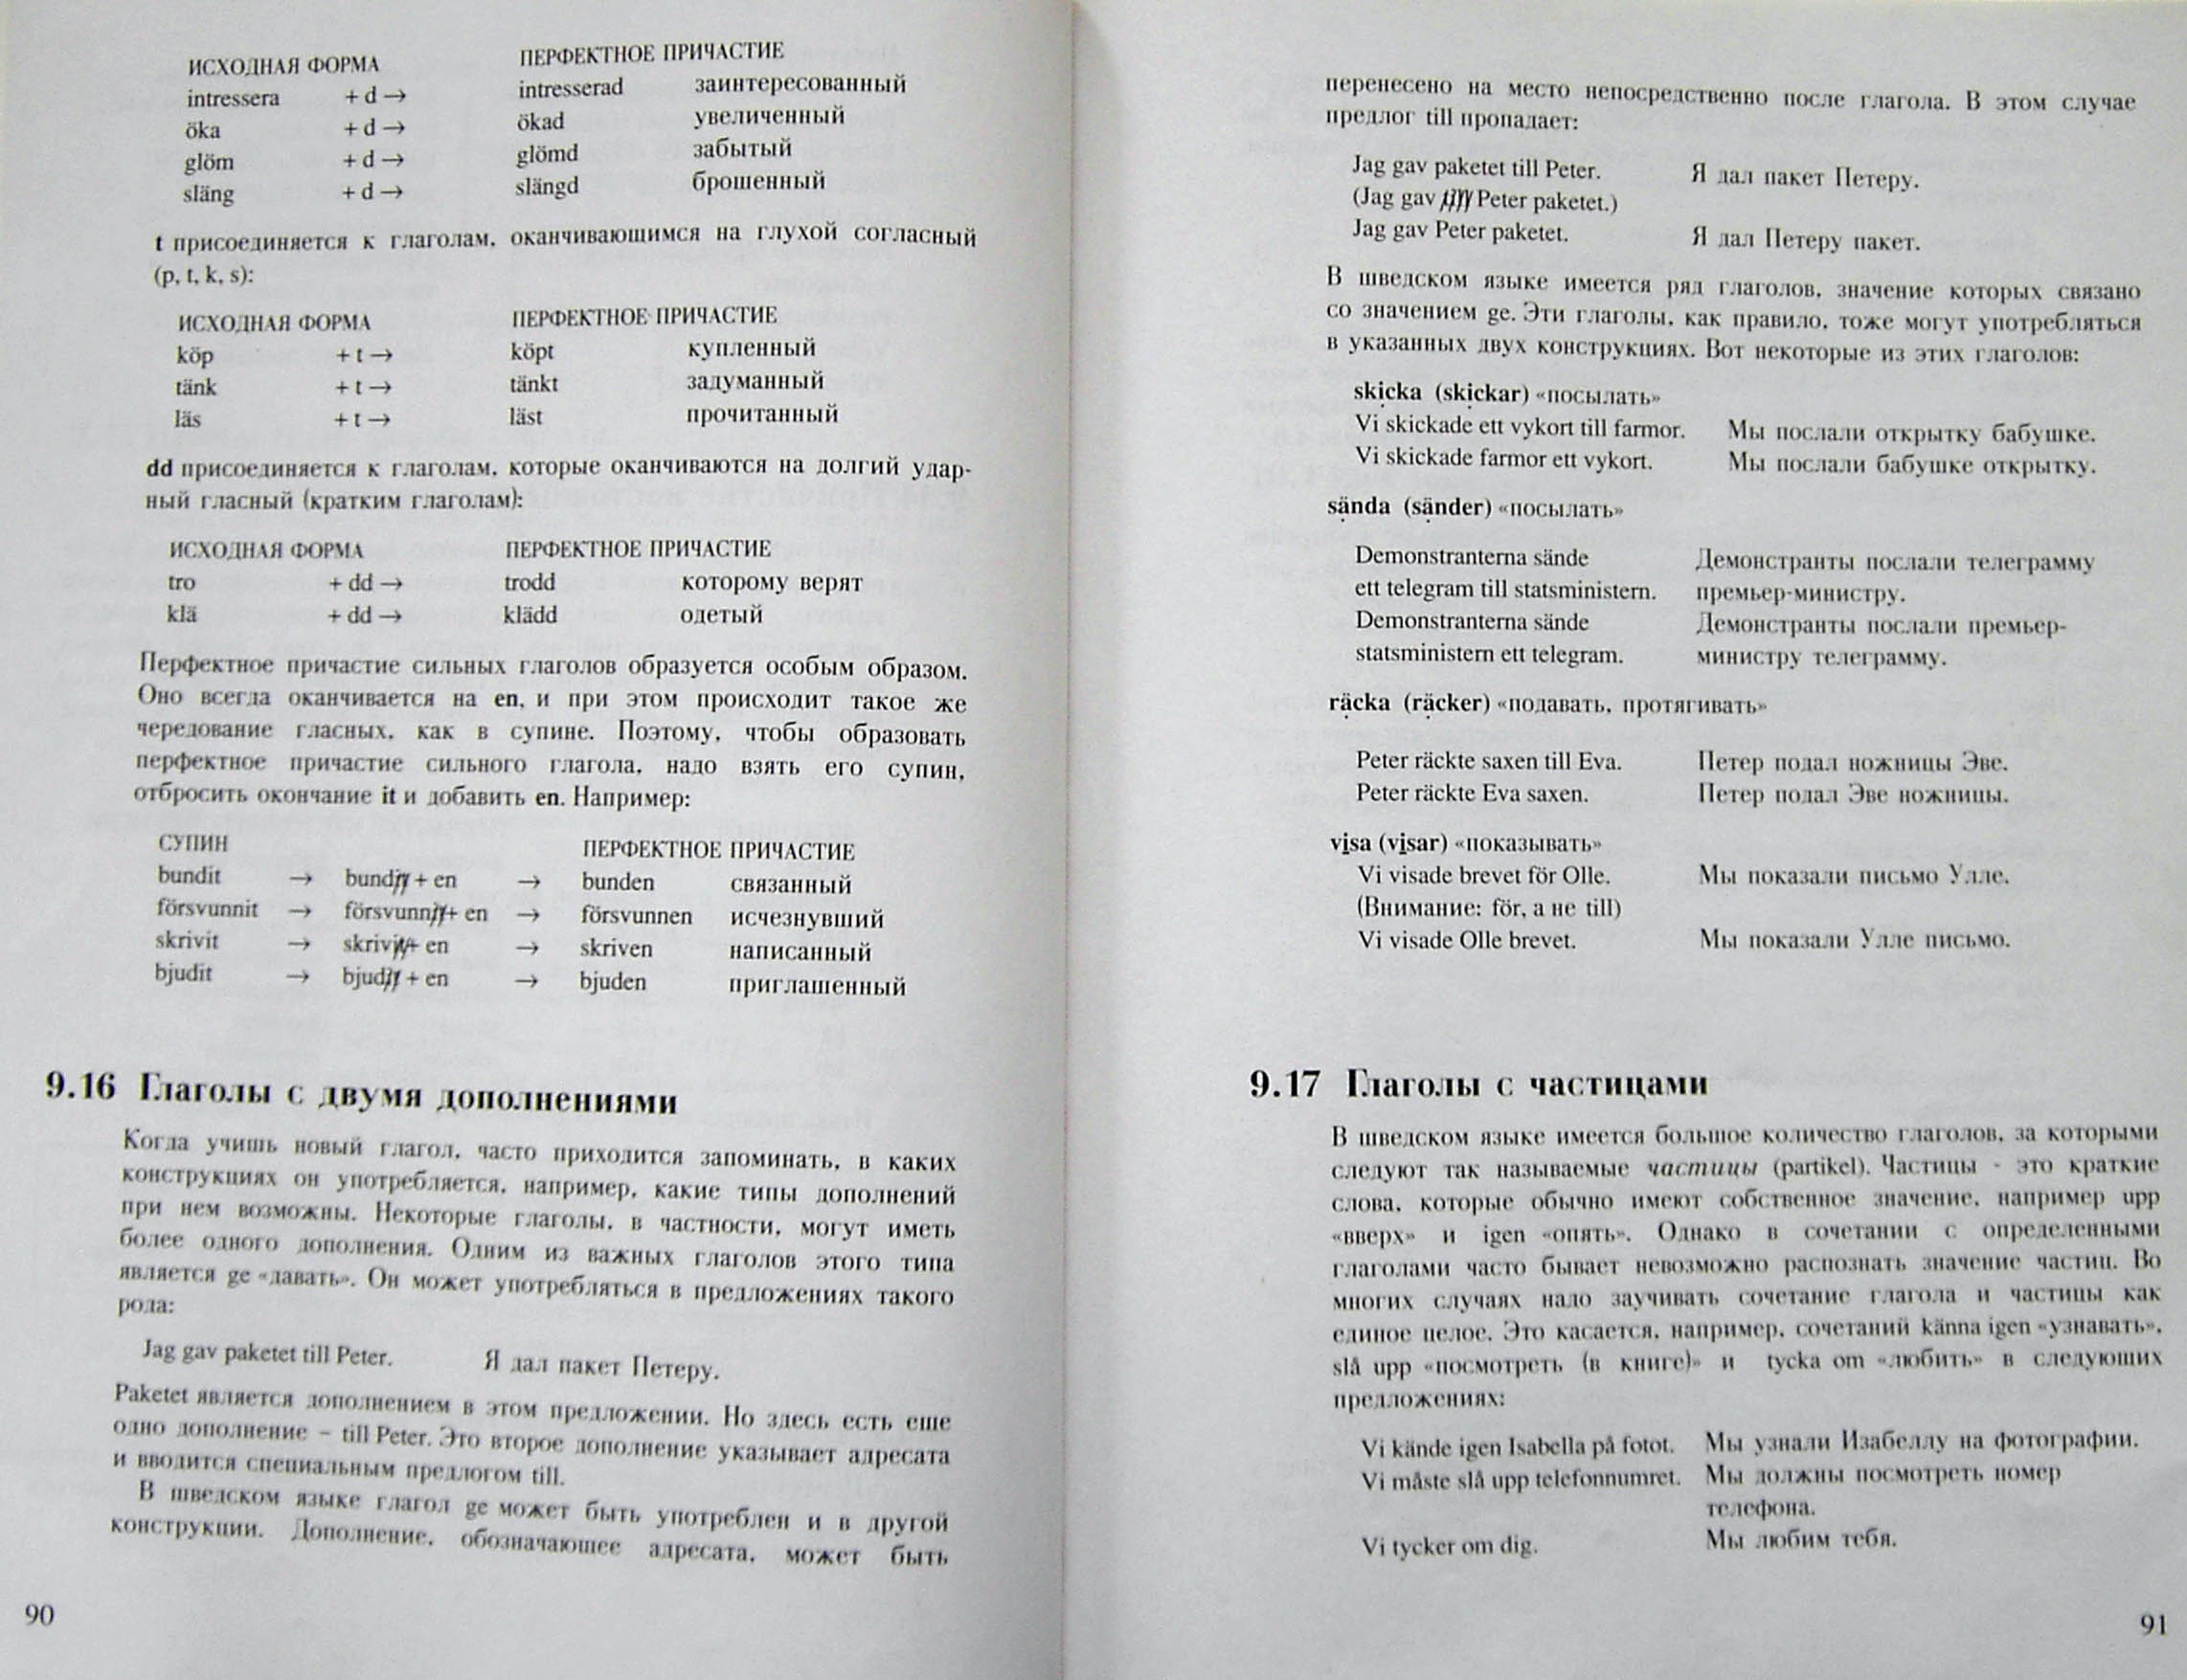 ИСХОДНАЯ ФОРМА ПЕРФЕКТНОЕ ПРИЧАСТИЕ
intressera + d → intresserad заинтересованный
öka + d → ökad увеличенный
glöm + d → glömd забытый
släng + d → slängd брошенный
t присоединяется к глаголам, оканчивающимся на глухой согласный
(p, t, k, s):
ИСХОДНАЯ ФОРМА ПЕРФЕКТНОЕ ПРИЧАСТИЕ
köp + t → köpt купленный
tänk + t → tänkt задуманный
läs + t → läst прочитанный
dd присоединяется к глаголам, которые оканчиваются на долгий удар-
ный гласный (кратким глаголам):
ИСХОДНАЯ ФОРМА ПЕРФЕКТНОЕ ПРИЧАСТИЕ
tro + dd → trodd которому верят
klä + dd → klädd одетый
Перфектное причастие сильных глаголов образуется особым образом.
Оно всегда оканчивается на en, и при этом происходит такое же
чередование гласных, как в супине. Поэтому, чтобы образовать
перфектное причастие сильного глагола, надо взять его супин,
отбросить окончание it и добавить en. Например:
СУПИН ПЕРФЕКТНОЕ ПРИЧАСТИЕ
bundit → bundit + en → bunden связанный
försvunnit → försvunnit + en → försvunnen исчезнувший
skrivit → skrivit + en → skriven написанный
bjudit → bjudit + en → bjuden приглашенный
9.16 Глаголы с двумя дополнениями
Когда учишь новый глагол, часто приходится запоминать, в каких
конструкциях он употребляется, например, какие типы дополнений
при нем возможны. Некоторые глаголы, в частности, могут иметь
более одного дополнения. Одним из важных глаголов этого типа
является ge «давать». Он может употребляться в предложениях такого
рода:
Jag gav paketet till Peter. Я дал пакет Петеру.
Paketet является дополнением в этом предложении. Но здесь есть еще
одно дополнение – till Peter. Это второе дополнение указывает адресата
и вводится специальным предлогом till.
В шведском языке глагол ge может быть употреблен и в другой
конструкции. Дополнение, обозначающее адресата, может быть
90
перенесено на место непосредственно после глагола. В этом случае
предлог till пропадает:
Jag gav paketet till Peter. Я дал пакет Петеру.
(Jag gav till Peter paketet.)
Jag gav Peter paketet. Я дал Петеру пакет.
В шведском языке имеется ряд глаголов, значение которых связано
со значением ge. Эти глаголы, как правило, тоже могут употребляться
в указанных двух конструкциях. Вот некоторые из этих глаголов:
skicka (skickar) «посылать»
Vi skickade ett vykort till farmor. Мы послали открытку бабушке.
Vi skickade farmor ett vykort. Мы послали бабушке открытку.
sända (sänder) «посылать»
Demonstranterna sände Демонстранты послали телеграмму
ett telegram till statsministern. премьер-министру.
Demonstranterna sände Демонстранты послали премьер-
statsministern ett telegram. министру телеграмму.
räcka (räcker) «подавать, протягивать»
Peter räckte saxen till Eva. Петер подал ножницы Эве.
Peter räckte Eva saxen. Петер подал Эве ножницы.
visa (visar) «показывать»
Vi visade brevet för Olle. Мы показали письмо Улле.
(Внимание: för, а не till)
Vi visade Olle brevet. Мы показали Улле письмо.
9.17 Глаголы с частицами
В шведском языке имеется большое количество глаголов, за которыми
следуют так называемые частицы (partikel). Частицы - это краткие
слова, которые обычно имеют собственное значение, например upp
«вверх» и igen «опять». Однако в сочетании с определенными
глаголами часто бывает невозможно распознать значение частиц. Во
многих случаях надо заучивать сочетание глагола и частицы как
единое целое. Это касается, например, сочетаний känna igen «узнавать»,
slå upp «посмотреть (в книге)» и tycka om «любить» в следующих
предложениях:
Vi kände igen Isabella på fotot. Мы узнали Изабеллу на фотографии.
Vi måste slå upp telefonnumret. Мы должны посмотреть номер
телефона.
Vi tycker om dig. Мы любим тебя.
91